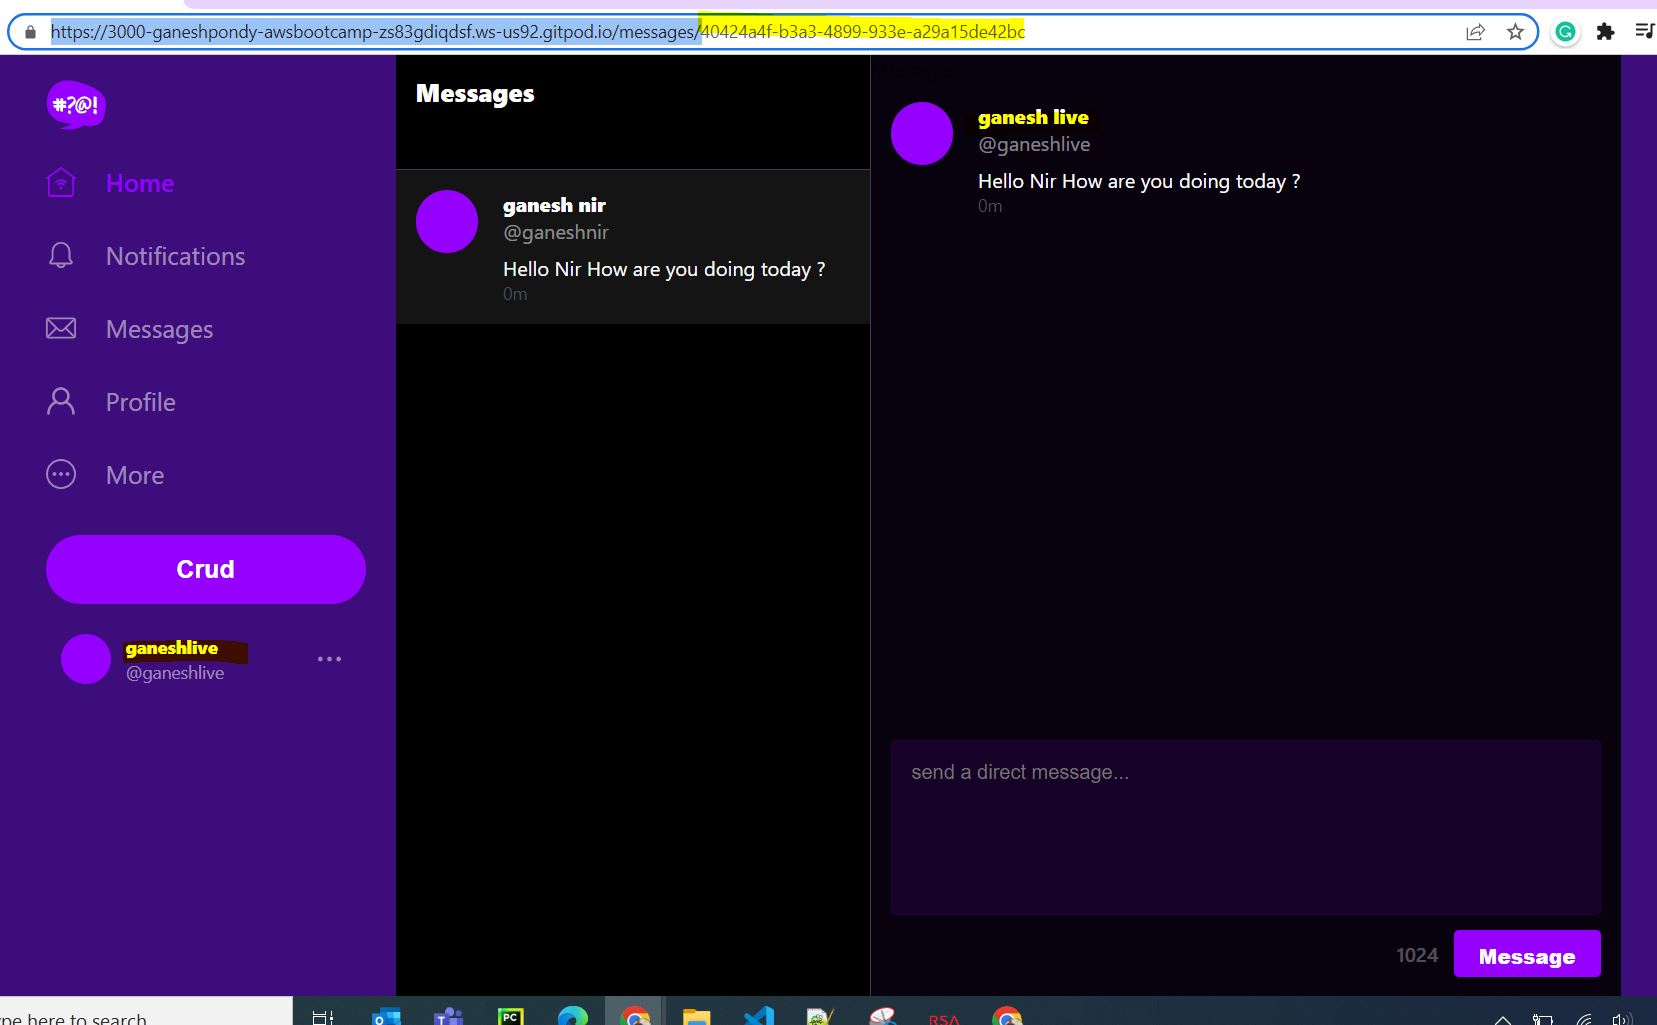 https://3000-ganeshpondy-awsbootcamp-zs83gdiqdsf.ws-us92.gitpod.io/messages/40424a4f-b3a3-4899-933e-a29a15de42bc
#?@!
Home
Notifications
Messages
Profile
More
Crud
ganeshlive
@ganeshlive
Messages
ganesh nir
@ganeshnir
Hello Nir How are you doing today ?
0m
Messages
ganesh live
@ganeshlive
Hello Nir How are you doing today ?
0m
send a direct message...
1024
Message
pe here to search
PC
RSA